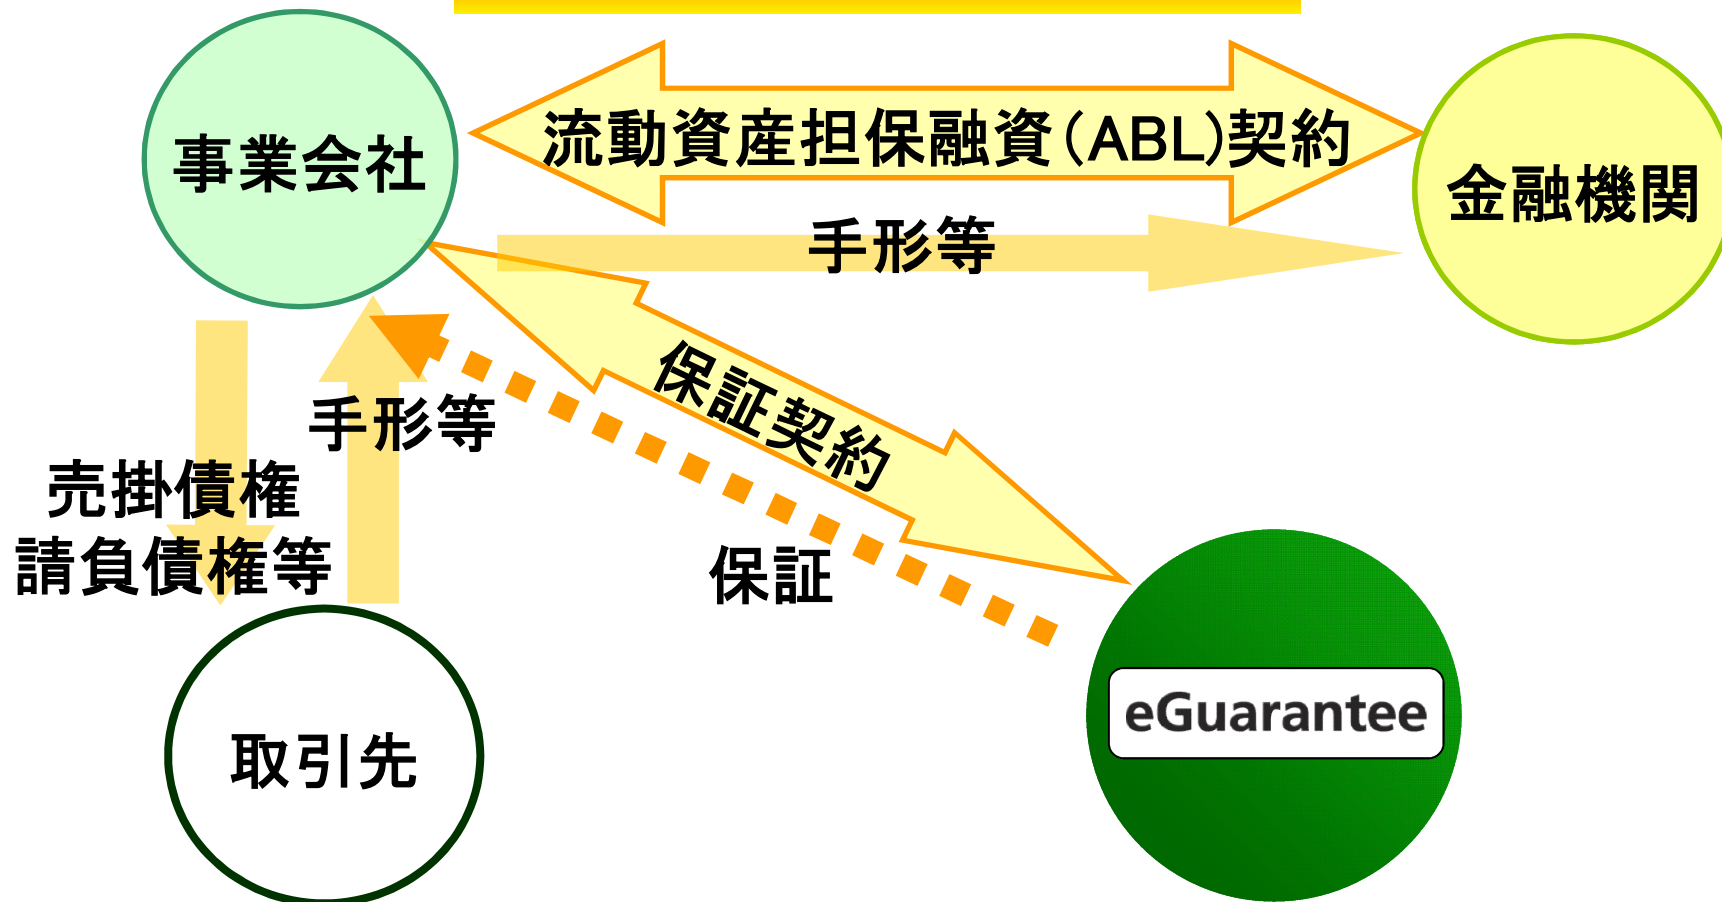 事業会社
流動資産担保融資(ABL)契約
金融機関
手形等
保証契約
手形等
売掛債権
請負債権等
保証
eGuarantee
取引先